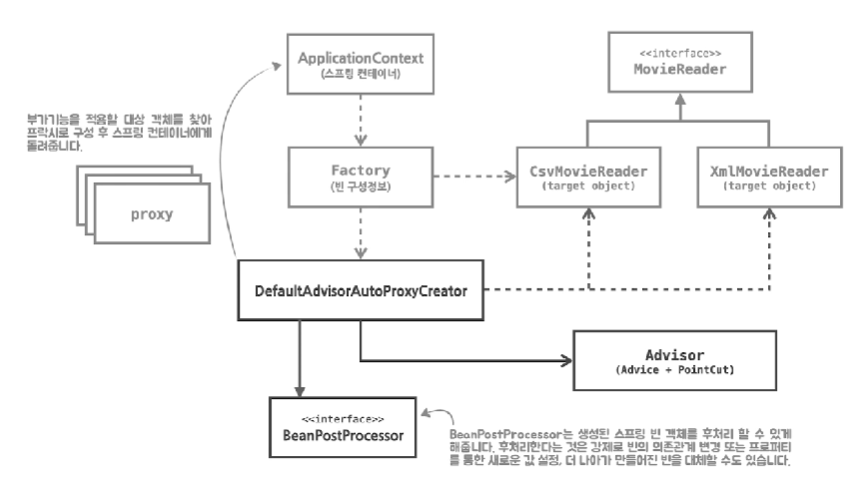 ApplicationContext
(스프링 컨테이너)
<<interface>>
MovieReader
부가기능을 적용할 대상 객체를 찾아
프락시로 구성 후 스프링 컨테이너에게
돌려줍니다.
Factory
(빈 구성정보)
CsvMovieReader
(target object)
XmlMovieReader
(target object)
proxy
DefaultAdvisorAutoProxyCreator
Advisor
(Advice + PointCut)
<<interface>>
BeanPostProcessor
BeanPostProcessor는 생성된 스프링 빈 객체를 후처리 할 수 있게
해줍니다. 후처리한다는 것은 강제로 빈의 의존관계 변경 또는 프로퍼티
를 통한 새로운 값 설정, 더 나아가 만들어진 빈을 대체할 수도 있습니다.